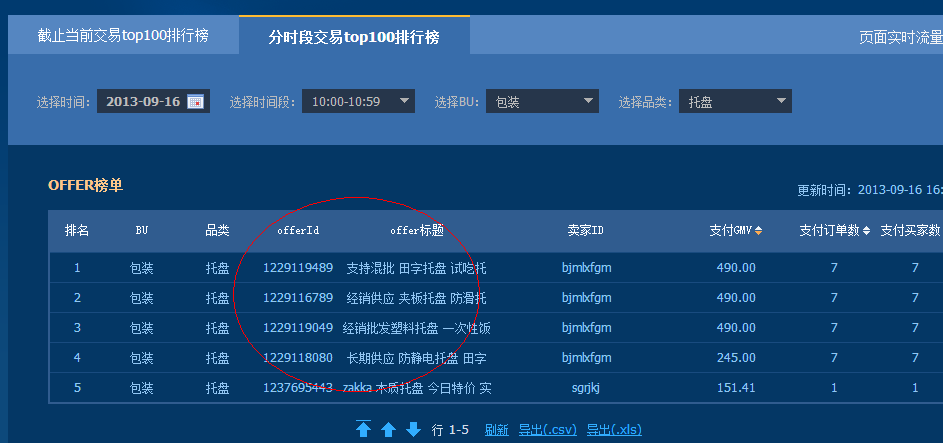 截止当前交易top100排行榜 分时段交易top100排行榜 页面实时流量
选择时间: 2013-09-16 选择时间段: 10:00-10:59 选择BU: 包装 选择品类: 托盘
OFFER榜单
更新时间: 2013-09-16 16:
排名 BU 品类 offerId offer标题 卖家ID 支付GMV 支付订单数 支付买家数
1 包装 托盘 1229119489 支持混批 田字托盘 试吃托 bjmlxfgm 490.00 7 7
2 包装 托盘 1229116789 经销供应 夹板托盘 防滑托 bjmlxfgm 490.00 7 7
3 包装 托盘 1229119049 经销批发塑料托盘 一次性饭 bjmlxfgm 490.00 7 7
4 包装 托盘 1229118080 长期供应 防静电托盘 田字 bjmlxfgm 245.00 7 7
5 包装 托盘 1237695443 zakka 木质托盘 今日特价 实 sgrjkj 151.41 1 1
行 1-5 刷新 导出(.csv) 导出(.xls)